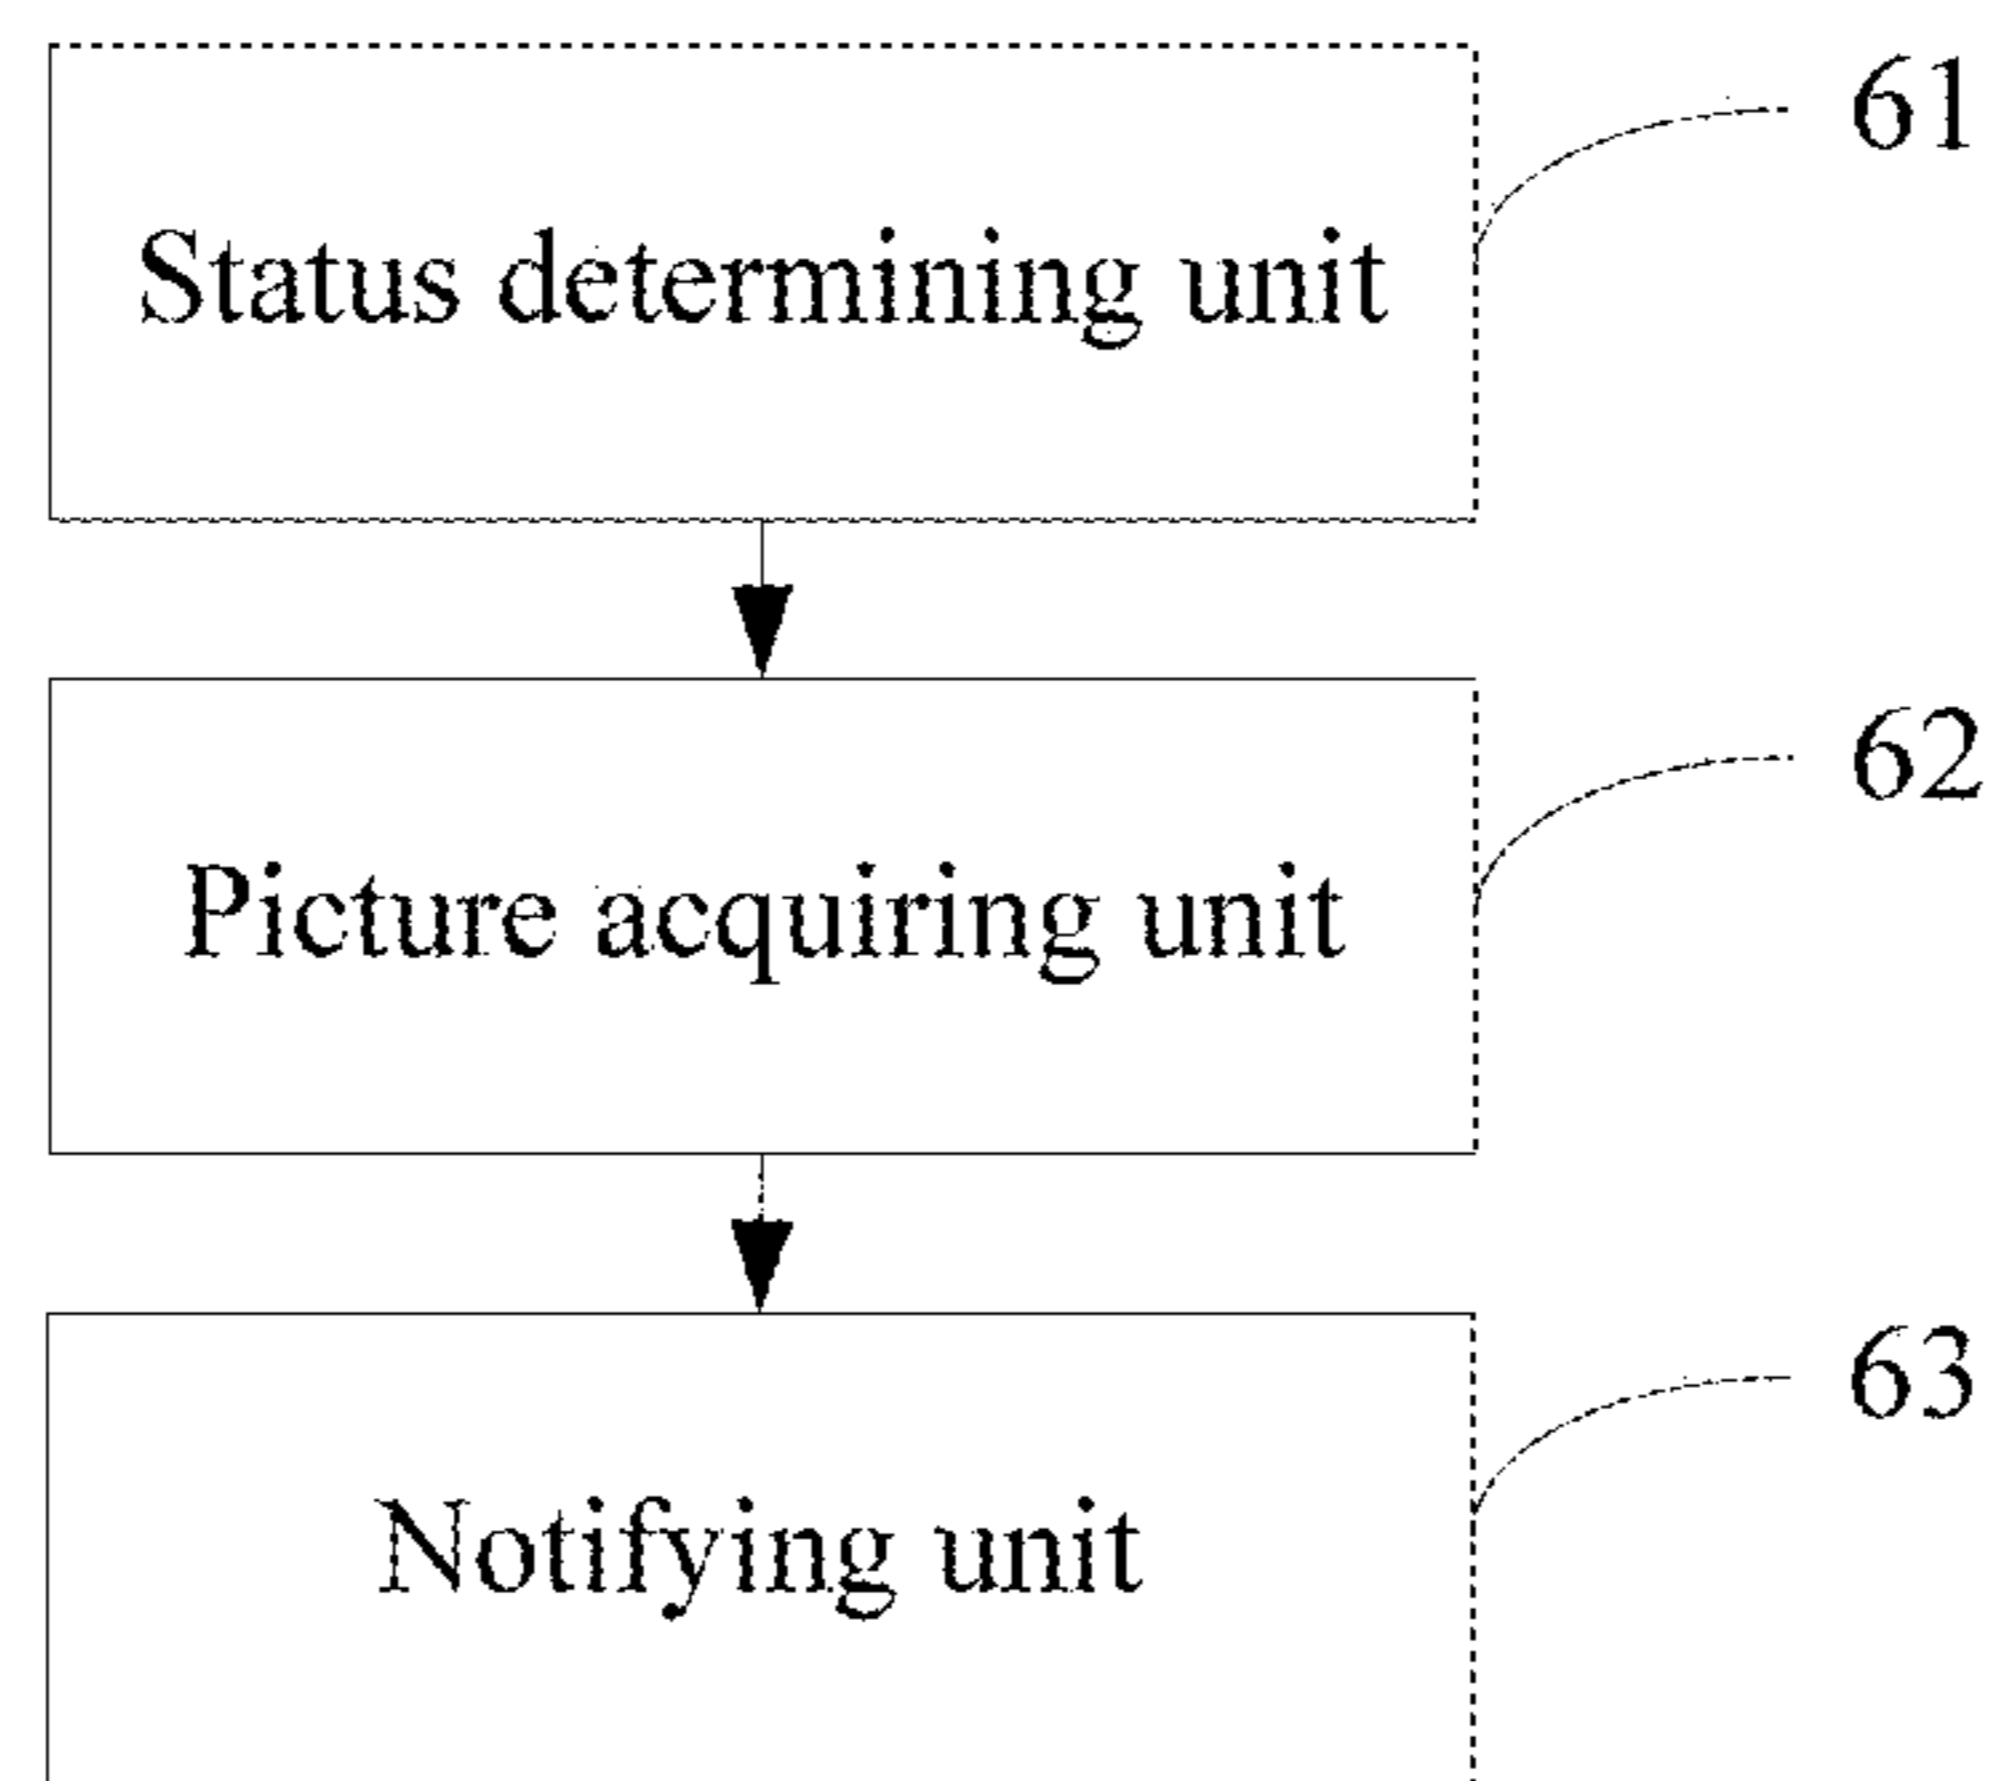 61
Status determining unit
62
Picture acquiring unit
63
Notifying unit